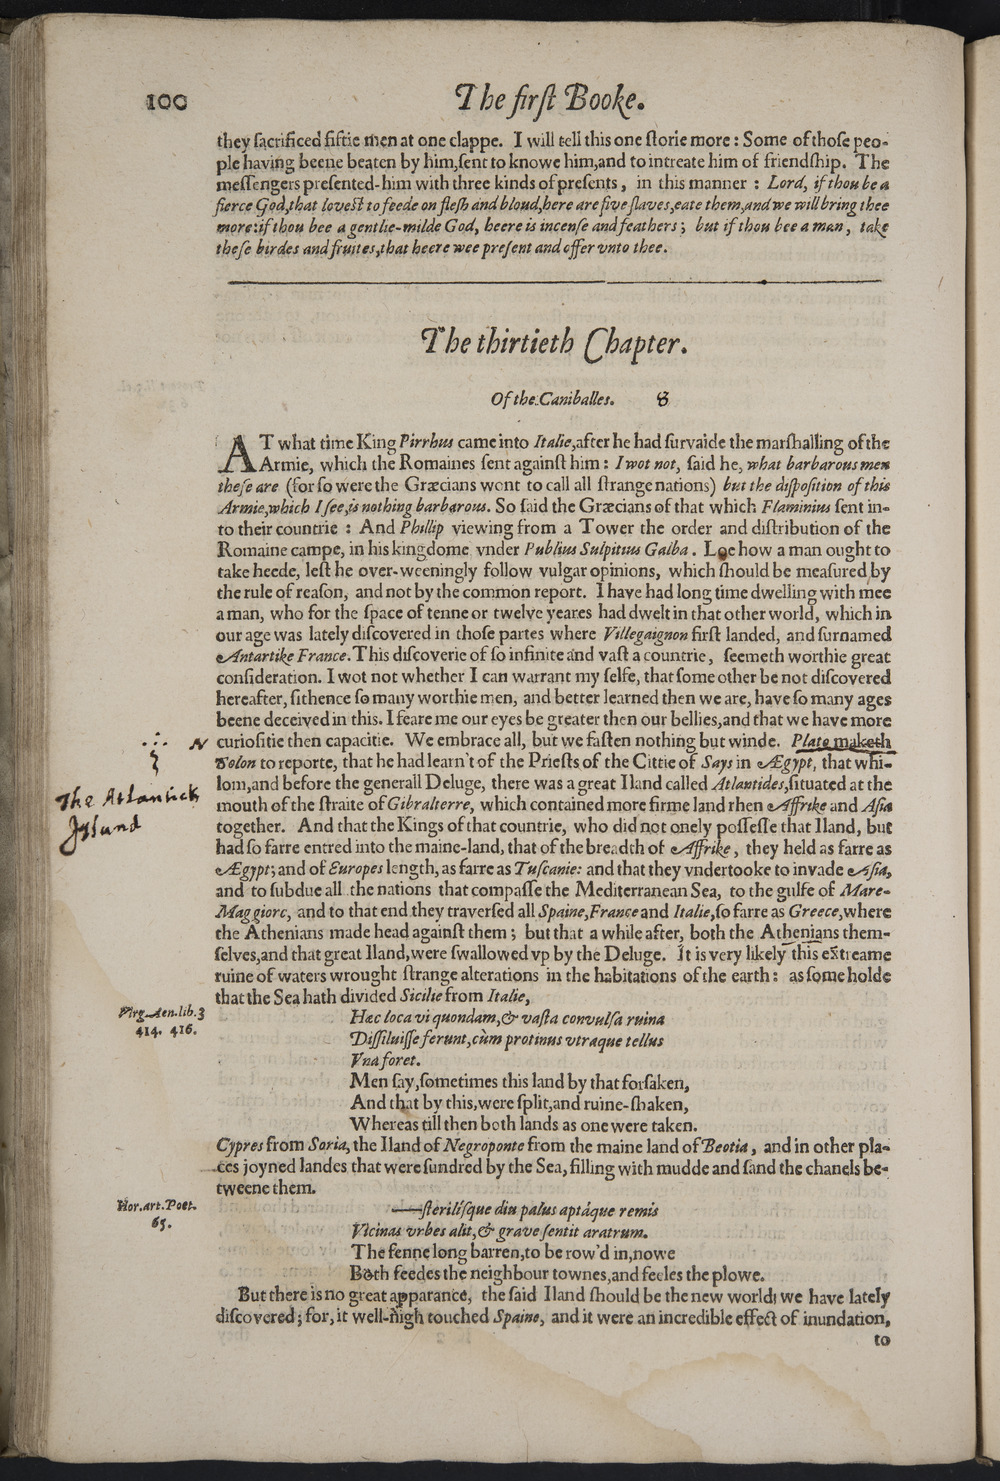 100
The firſt Booke.
they ſacrificed fiftie men at one clappe. I will tell this one ſtorie more : Some of thoſe peo-
ple having beene beaten by him,ſent to knowe him,and to intreate him of friendſhip. The
meſſengers preſented-him with three kinds of preſents, in this manner : Lord, if thou be a
fierce God,that loveſt to feede on fleſh and bloud,here are five ſlaves,eate them,and we will bring thee
more:if thou bee a gentlie-milde God, heere is incenſe and feathers ; but if thou bee a man, take
theſe birdes and fruites,that heere wee preſent and offer vnto thee.
The thirtieth Chapter.
Of the Caniballes. 8
AT what time King Pirrhus came into Italie,after he had ſurvaide the marſhalling of the
Armie, which the Romaines ſent againſt him : I wot not, ſaid he, what barbarous men
theſe are (for ſo were the Græcians wont to call all ſtrange nations) but the diſpoſition of this
Armie,which I ſee,is nothing barbarous. So ſaid the Græcians of that which Flaminius ſent in-
to their countrie : And Phillip viewing from a Tower the order and diſtribution of the
Romaine campe, in his kingdome vnder Publius Sulpitius Galba. Loe how a man ought to
take heede, leſt he over-weeningly follow vulgar opinions, which ſhould be meaſured by
the rule of reaſon, and not by the common report. I have had long time dwelling with mee
a man, who for the ſpace of tenne or twelve yeares had dwelt in that other world, which in
our age was lately diſcovered in thoſe partes where Villegaignon firſt landed, and ſurnamed
Antartike France. This diſcoverie of ſo infinite and vaſt a countrie, ſeemeth worthie great
conſideration. I wot not whether I can warrant my ſelfe, that ſome other be not diſcovered
hereafter, ſithence ſo many worthie men, and better learned then we are, have ſo many ages
beene deceived in this. I feare me our eyes be greater then our bellies,and that we have more
curioſitie then capacitie. We embrace all, but we faſten nothing but winde. Plato maketh
Solon to reporte, that he had learn't of the Prieſts of the Cittie of Says in Ægypt, that whi-
lom,and before the generall Deluge, there was a great Iland called Atlantides,ſituated at the
The Atlantick
Iſland
mouth of the ſtraite of Gibralterre, which contained more firme land rhen Affrike and Aſia
together. And that the Kings of that countrie, who did not onely poſſeſſe that Iland, but
had ſo farre entred into the maine-land, that of the breadth of Affrike, they held as farre as
Ægypt; and of Europes length, as farre as Tuſcanie: and that they vndertooke to invade Aſia,
and to ſubdue all the nations that compaſſe the Mediterranean Sea, to the gulfe of Mare-
Maggiore, and to that end they traverſed all Spaine,France and Italie,ſo farre as Greece,where
the Athenians made head againſt them ; but that a while after, both the Athenians them-
ſelves,and that great Iland,were ſwallowed vp by the Deluge. It is very likely this extreame
ruine of waters wrought ſtrange alterations in the habitations of the earth : as ſome holde
that the Sea hath divided Sicilie from Italie,
Virg. Aen.lib.3
414. 416.
Hæc loca vi quondam,& vaſta convulſa ruina
Diſſiluiſſe ferunt,cùm protinus vtraque tellus
Vna foret.
Men ſay,ſometimes this land by that forſaken,
And that by this,were ſplit,and ruine-ſhaken,
Whereas till then both lands as one were taken.
Cypres from Soria, the Iland of Negroponte from the maine land of Beotia, and in other pla-
ces joyned landes that were ſundred by the Sea, filling with mudde and ſand the chanels be-
tweene them.
Hor.art.Poet.
65.
—ſteriliſque diu palus aptáque remis
Vicinas vrbes alit,& grave ſentit aratrum.
The fenne long barren,to be row'd in,nowe
Both feedes the neighbour townes,and feeles the plowe.
But there is no great apparance, the ſaid Iland ſhould be the new world we have lately
diſcovered ; for, it well-nigh touched Spaine, and it were an incredible effect of inundation,
to